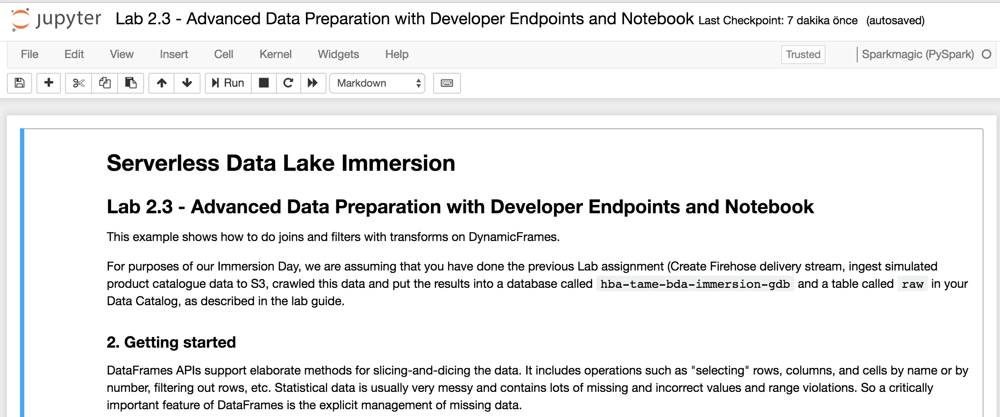 jupyter Lab 2.3 - Advanced Data Preparation with Developer Endpoints and Notebook Last Checkpoint: 7 dakika önce (autosaved)
File Edit View Insert Cell Kernel Widgets Help Trusted Sparkmagic (PySpark)
Run Markdown
Serverless Data Lake Immersion
Lab 2.3 - Advanced Data Preparation with Developer Endpoints and Notebook
This example shows how to do joins and filters with transforms on DynamicFrames.
For purposes of our Immersion Day, we are assuming that you have done the previous Lab assignment (Create Firehose delivery stream, ingest simulated
product catalogue data to S3, crawled this data and put the results into a database called hba-tame-bda-immersion-gdb and a table called raw in your
Data Catalog, as described in the lab guide.
2. Getting started
DataFrames APIs support elaborate methods for slicing-and-dicing the data. It includes operations such as "selecting" rows, columns, and cells by name or by
number, filtering out rows, etc. Statistical data is usually very messy and contains lots of missing and incorrect values and range violations. So a critically
important feature of DataFrames is the explicit management of missing data.